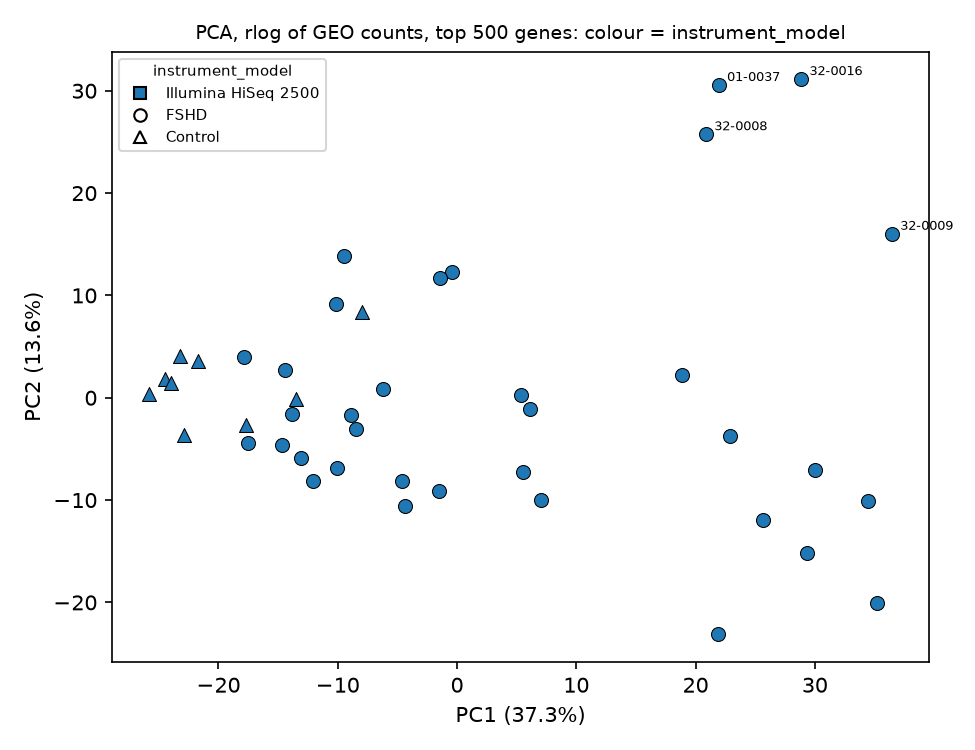 PCA, rlog of GEO counts, top 500 genes: colour = instrument_model
instrument_model
Illumina HiSeq 2500
FSHD
Control
01-0037
32-0016
32-0008
32-0009
30
20
10
0
−10
−20
PC2 (13.6%)
−20
−10
0
10
20
30
PC1 (37.3%)